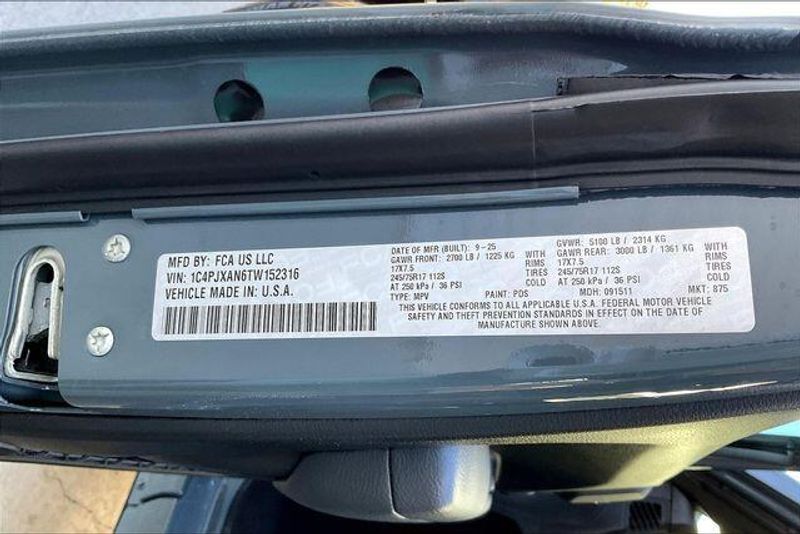 MFD BY: FCA US LLC
VIN: 1C4PJXAN6TW152316
VEHICLE MADE IN: U.S.A.
DATE OF MFR (BUILT): 9-25 GVWR: 5100 LB / 2314 KG
GAWR FRONT: 2700 LB / 1225 KG WITH GAWR REAR: 3000 LB / 1361 KG WITH
17X7.5 RIMS 17X7.5 RIMS
245/75R17 112S TIRES 245/75R17 112S TIRES
AT 250 kPa / 36 PSI COLD AT 250 kPa / 36 PSI COLD
TYPE: MPV PAINT: PDS MDH: 091511 MKT: 875
THIS VEHICLE CONFORMS TO ALL APPLICABLE U.S.A. FEDERAL MOTOR VEHICLE
SAFETY AND THEFT PREVENTION STANDARDS IN EFFECT ON THE DATE OF
MANUFACTURE SHOWN ABOVE.